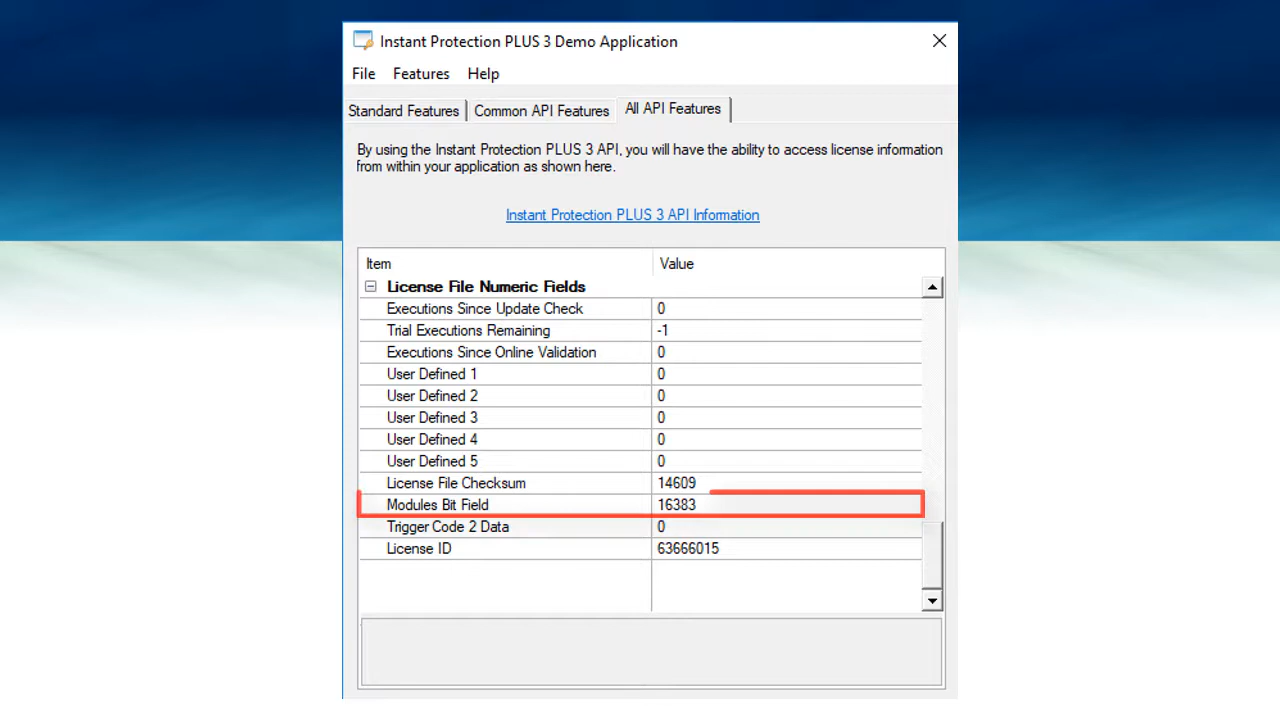 Instant Protection PLUS 3 Demo Application
File Features Help
Standard Features Common API Features All API Features
By using the Instant Protection PLUS 3 API, you will have the ability to access license information
from within your application as shown here.
Instant Protection PLUS 3 API Information
Item Value
License File Numeric Fields
Executions Since Update Check 0
Trial Executions Remaining -1
Executions Since Online Validation 0
User Defined 1 0
User Defined 2 0
User Defined 3 0
User Defined 4 0
User Defined 5 0
License File Checksum 14609
Modules Bit Field 16383
Trigger Code 2 Data 0
License ID 63666015